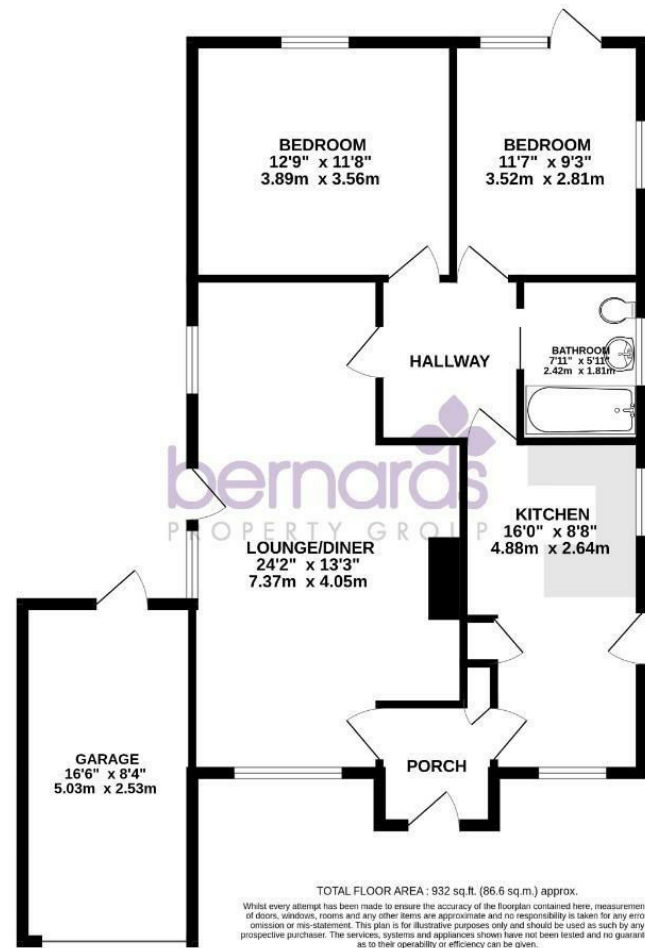 BEDROOM
12'9" x 11'8"
3.89m x 3.56m
BEDROOM
11'7" x 9'3"
3.52m x 2.81m
BATHROOM
7'11" x 5'11"
2.42m x 1.81m
HALLWAY
bernards
PROPERTY GROUP
KITCHEN
16'0" x 8'8"
4.88m x 2.64m
LOUNGE/DINER
24'2" x 13'3"
7.37m x 4.05m
GARAGE
16'6" x 8'4"
5.03m x 2.53m
PORCH
TOTAL FLOOR AREA : 932 sq.ft. (86.6 sq.m.) approx.
Whilst every attempt has been made to ensure the accuracy of the floorplan contained here, measuremen
of doors, windows, rooms and any other items are approximate and no responsibility is taken for any erro
omission or mis-statement. This plan is for illustrative purposes only and should be used as such by any
prospective purchaser. The services, systems and appliances shown have not been tested and no guarant
as to their operability or efficiency can be given.